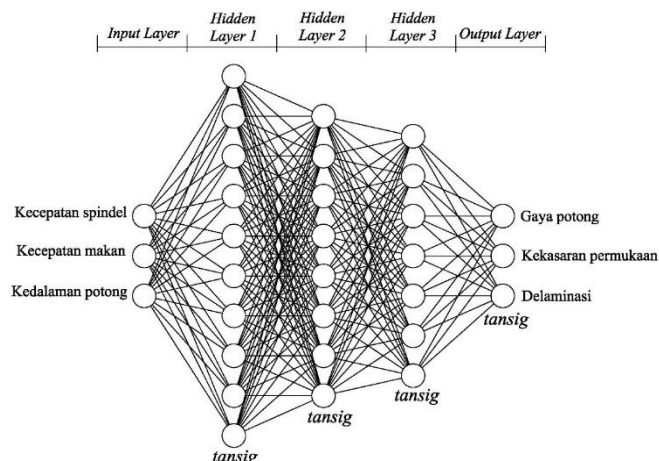 Input Layer
Hidden
Layer 1
Hidden
Layer 2
Hidden
Layer 3
Output Layer
Kecepatan spindel
Kecepatan makan
Kedalaman potong
Gaya potong
Kekasaran permukaan
Delaminasi
tansig
tansig
tansig
tansig